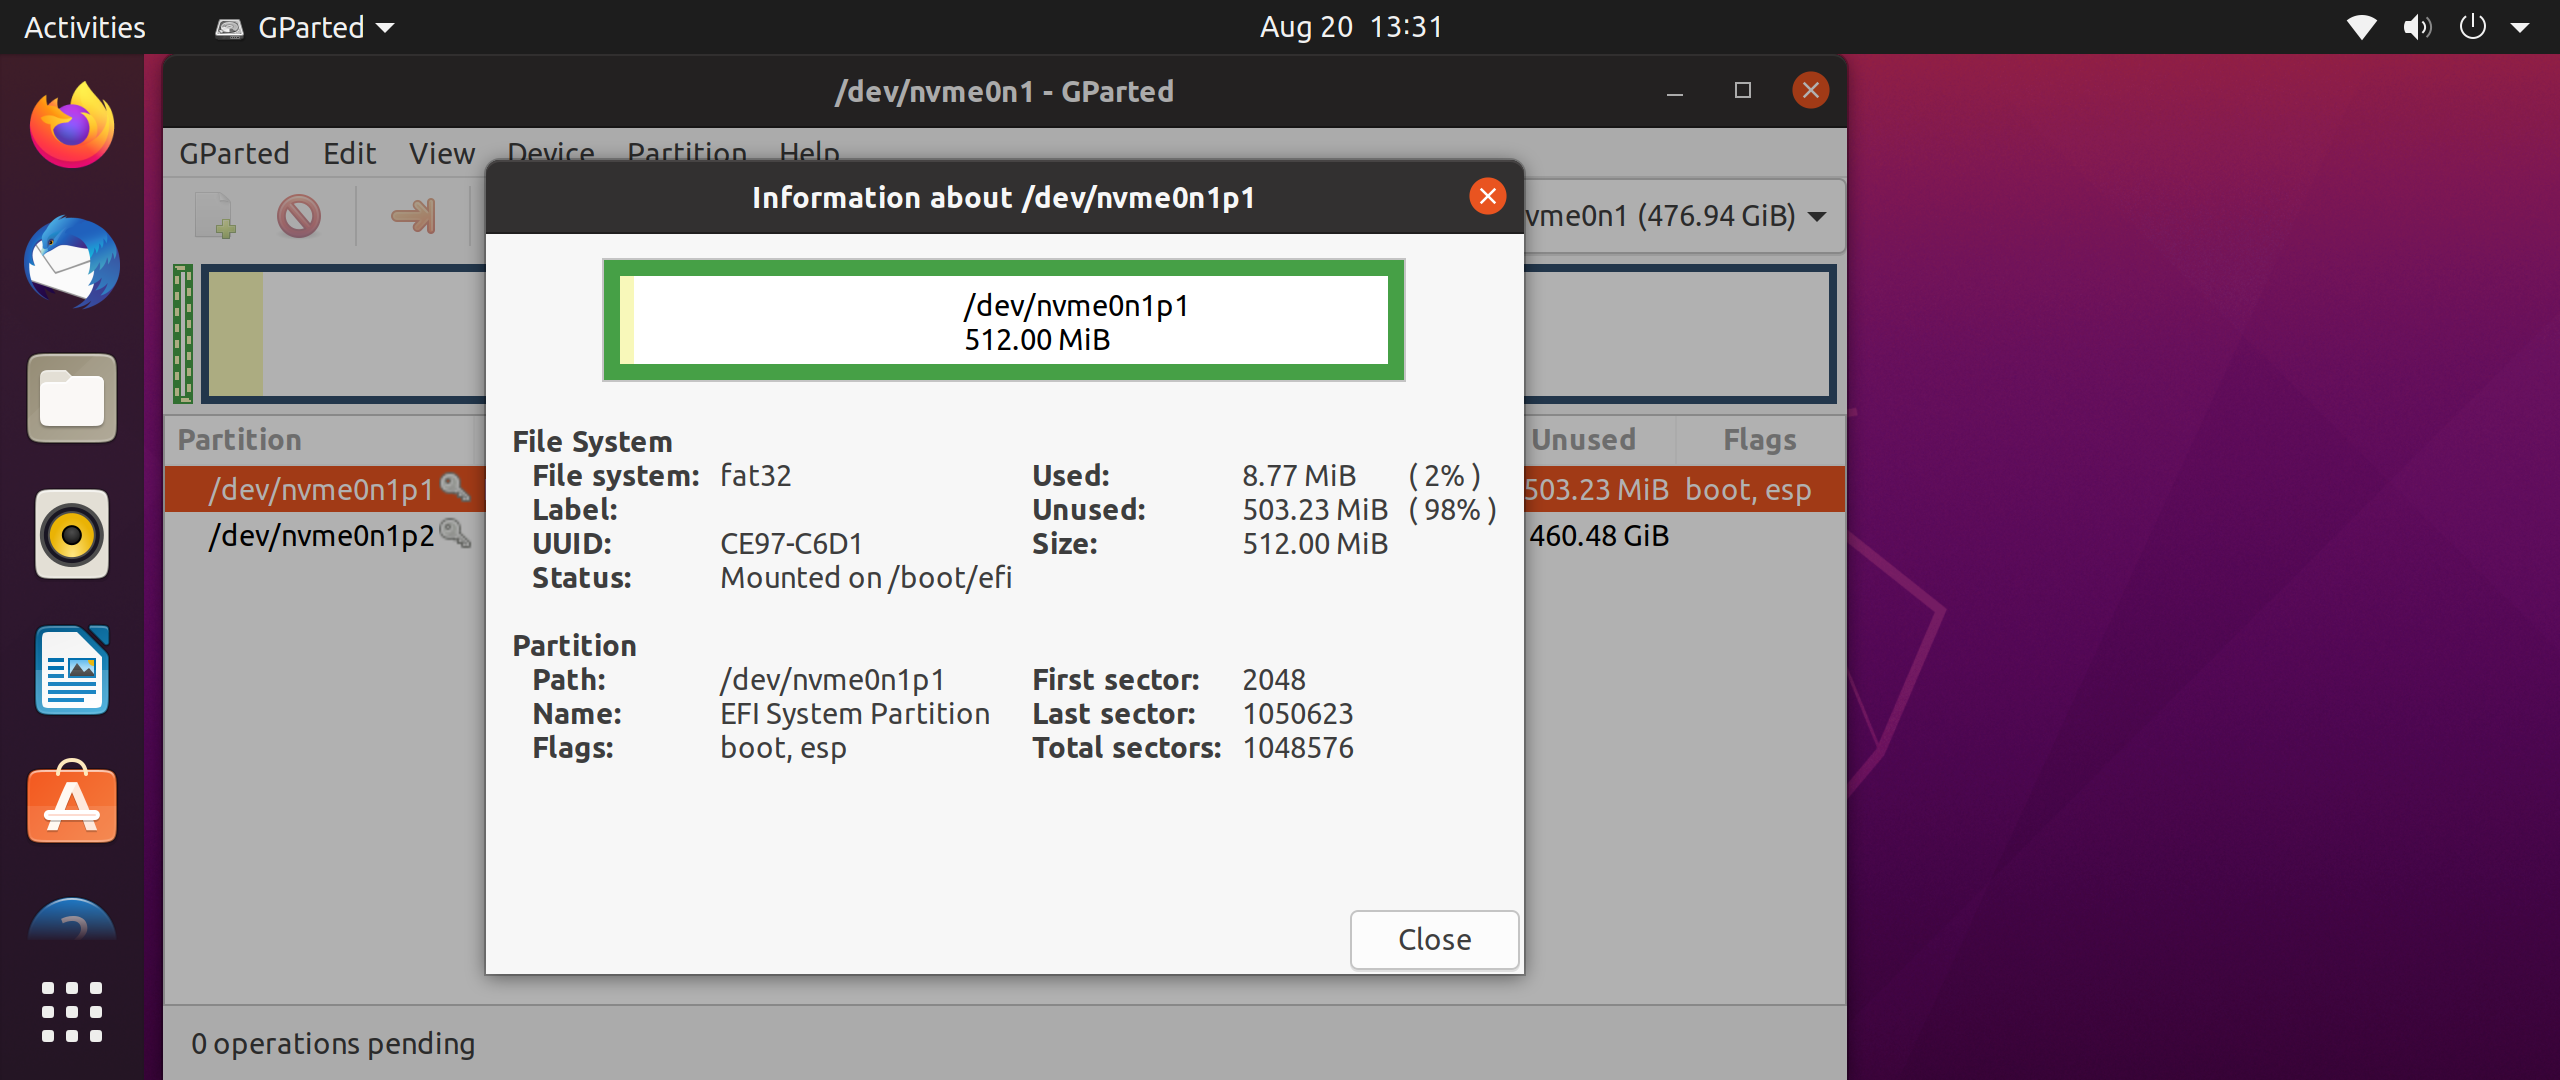 Activities GParted Aug 20 13:31
/dev/nvme0n1 - GParted
GParted Edit View Device Partition Help
Information about /dev/nvme0n1p1
vme0n1 (476.94 GiB)
/dev/nvme0n1p1
512.00 MiB
Partition Unused Flags
/dev/nvme0n1p1 503.23 MiB boot, esp
/dev/nvme0n1p2 460.48 GiB
File System
File system: fat32 Used: 8.77 MiB ( 2% )
Label: Unused: 503.23 MiB ( 98% )
UUID: CE97-C6D1 Size: 512.00 MiB
Status: Mounted on /boot/efi
Partition
Path: /dev/nvme0n1p1 First sector: 2048
Name: EFI System Partition Last sector: 1050623
Flags: boot, esp Total sectors: 1048576
Close
0 operations pending